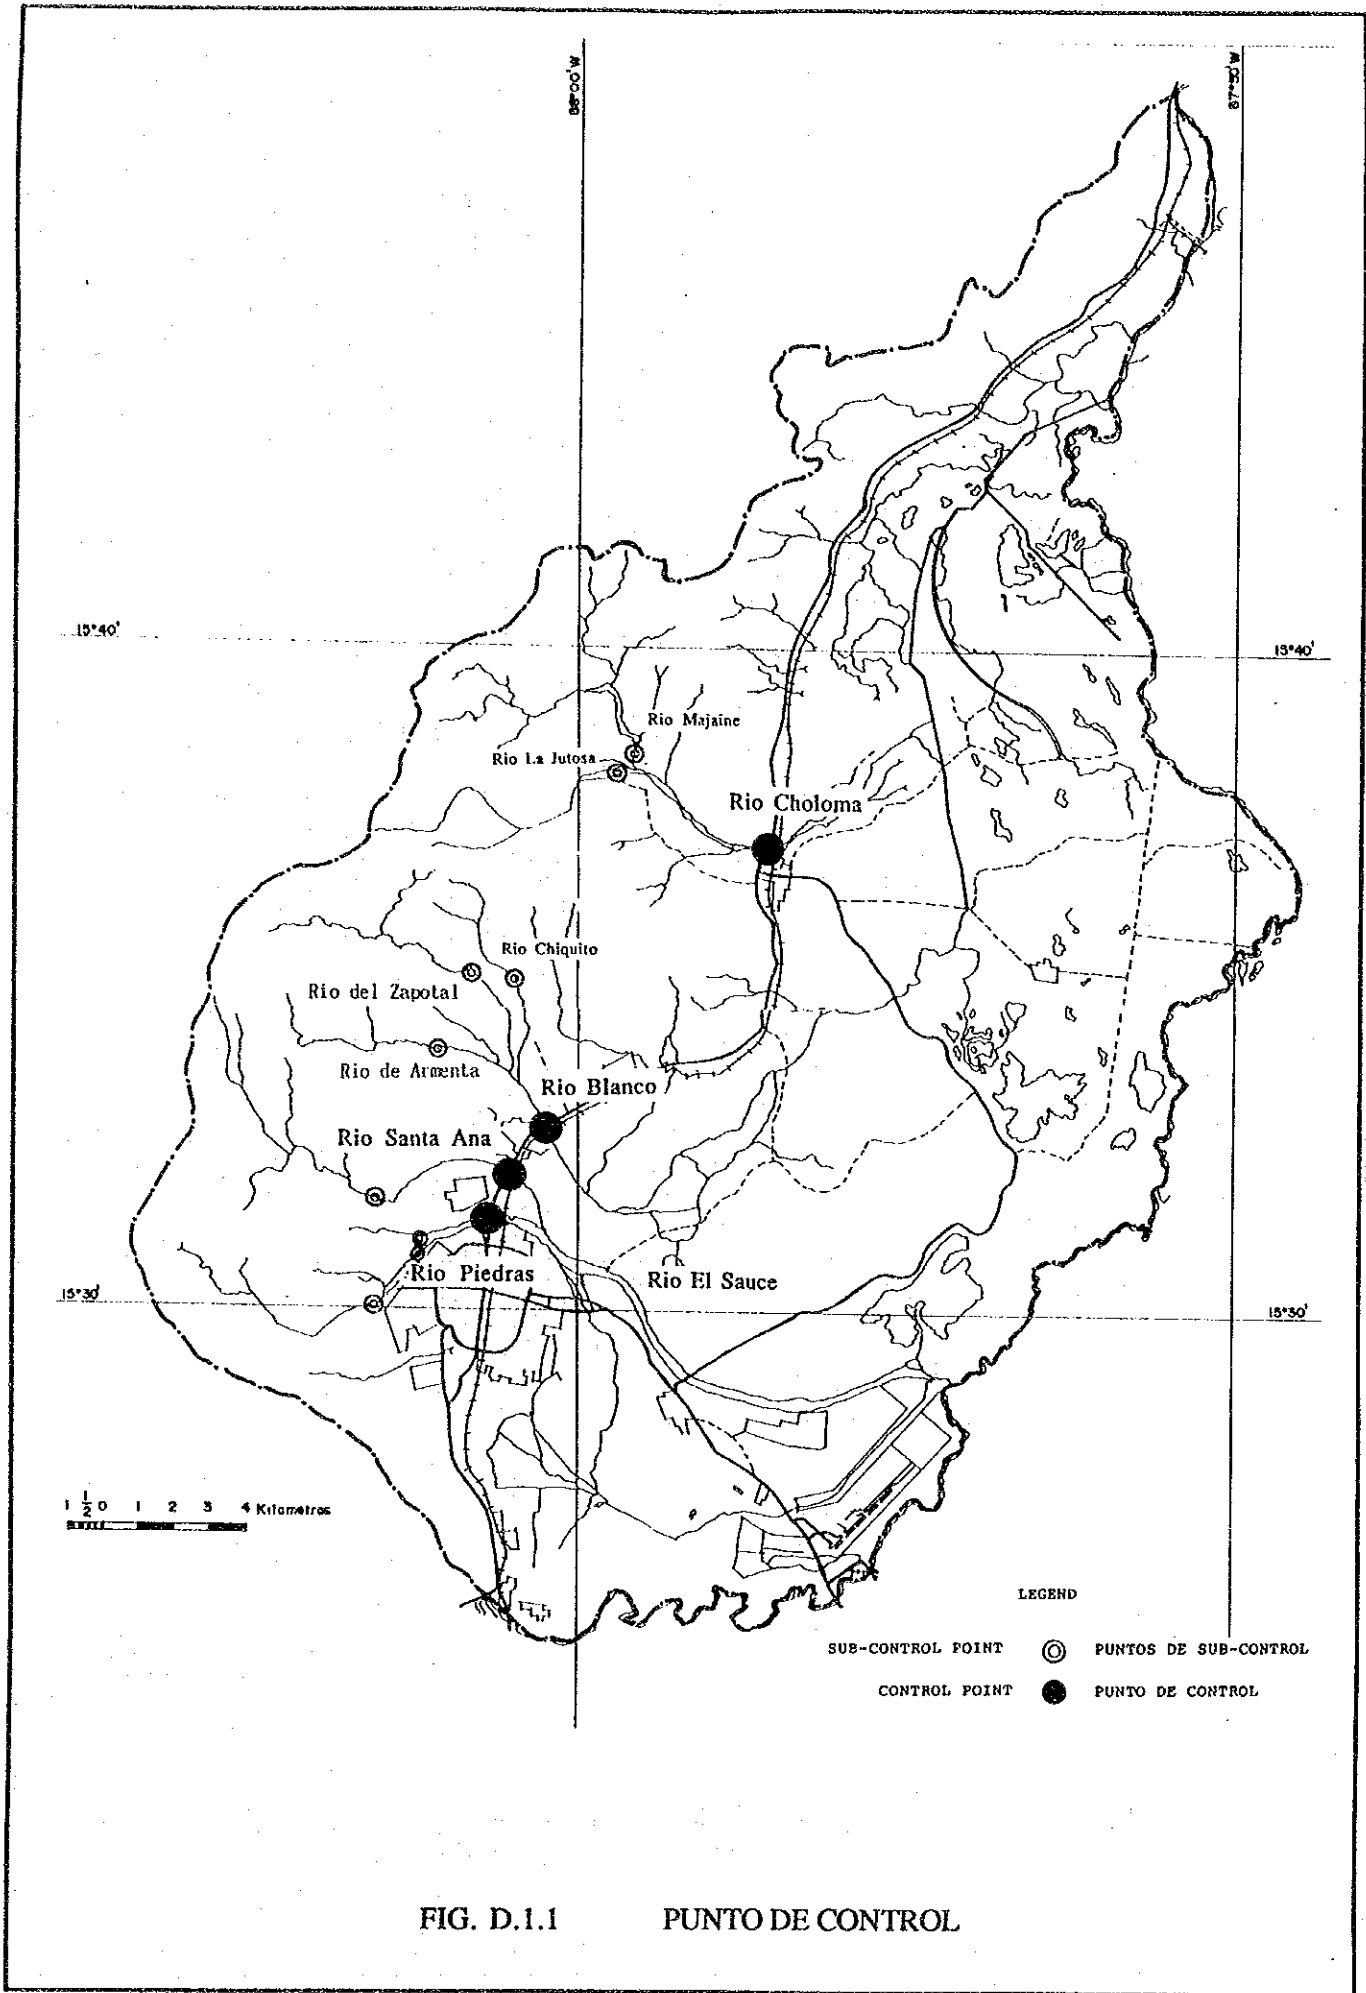 88°00'W
87°50'W
15°40'
15°40'
Rio Majaine
Rio La Jutosa
Rio Choloma
Rio Chiquito
Rio del Zapotal
Rio de Armenta
Rio Blanco
Rio Santa Ana
Rio Piedras
Rio El Sauce
15°30'
15°30'
1 ½ 0 1 2 3 4 Kilometros
LEGEND
SUB-CONTROL POINT PUNTOS DE SUB-CONTROL
CONTROL POINT PUNTO DE CONTROL
FIG. D.1.1 PUNTO DE CONTROL